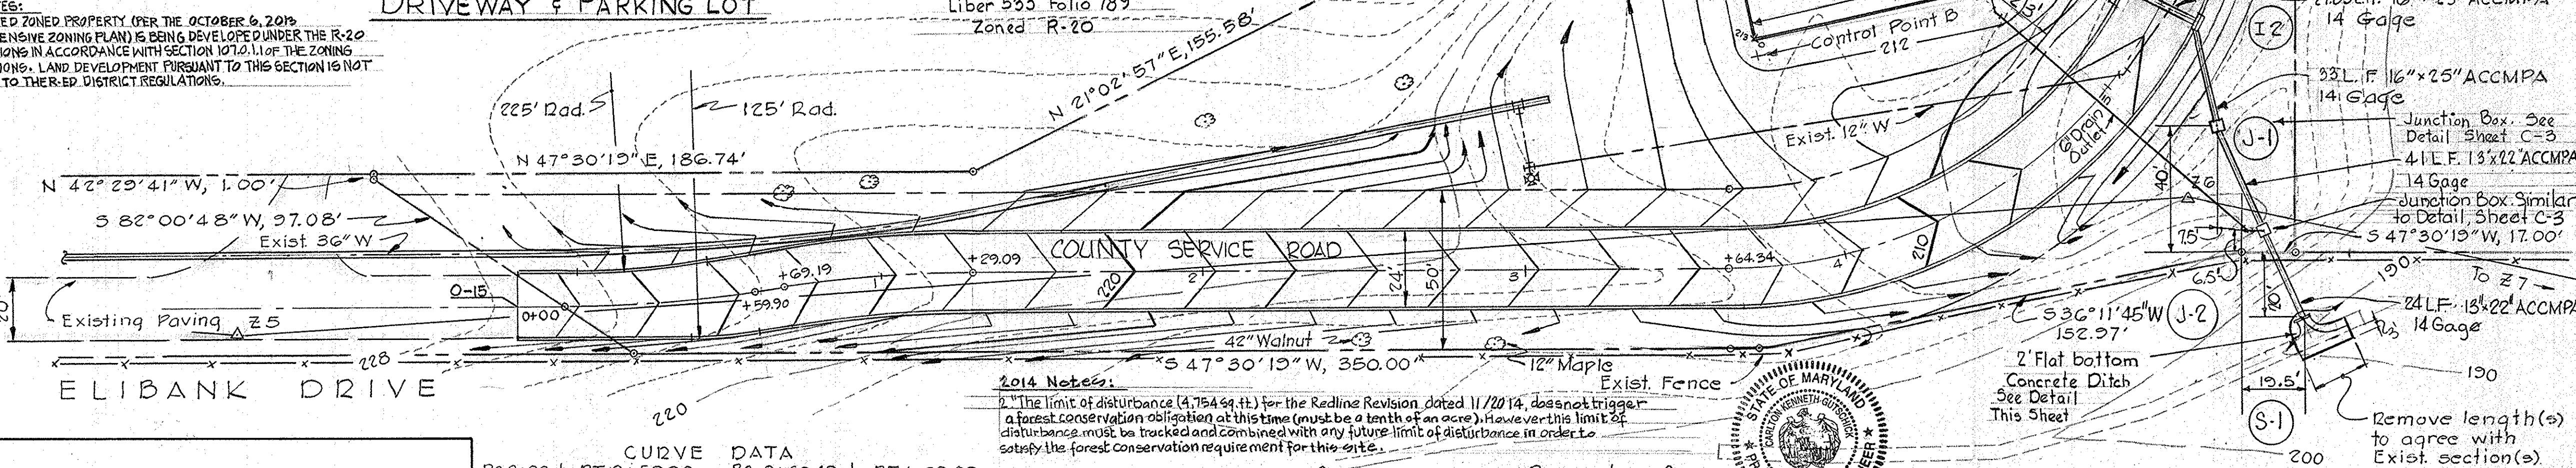 ES:
ED ZONED PROPERTY (PER THE OCTOBER 6, 2013
ENSIVE ZONING PLAN) IS BEING DEVELOPED UNDER THE R-20
IONS IN ACCORDANCE WITH SECTION 107.0.1.1 OF THE ZONING
IONS. LAND DEVELOPMENT PURSUANT TO THIS SECTION IS NOT
TO THE R-ED DISTRICT REGULATIONS.
DRIVEWAY & PARKING LOT
Liber 533 Folio 789
Zoned R-20
N 21°02'57"E, 155.58'
225' Rad.
125' Rad.
N 47°30'19"E, 186.74'
N 42°29'41"W, 1.00'
S 82°00'48"W, 97.08'
Exist. 36"W
Existing Paving
Z5
20
0-15
0+00
+59.90
+69.19
1
+29.09
COUNTY SERVICE ROAD
220
2
24'
50'
3
+64.34
4
210
228
ELIBANK DRIVE
220
42" Walnut
S 47°30'19"W, 350.00'
12" Maple
Exist. Fence
Control Point B
212
213
Exist. 12"W
6" Drain
Outlet
15"
14 Gage
I2
33 L.F. 16"x25" ACCMPA
14 Gage
Junction Box. See
Detail Sheet C-3
J-1
41 L.F. 13"x22" ACCMPA
14 Gage
Junction Box Similar
to Detail, Sheet C-3
S 47°30'19"W, 17.00'
40'
Z6
7.5'
6.5'
190
To Z7
20'
24 L.F. 13"x22" ACCMPA
14 Gage
S 36°11'45"W
152.97'
J-2
2' Flat bottom
Concrete Ditch
See Detail
This Sheet
19.5'
190
S-1
Remove length(s)
to agree with
Exist. section(s)
200
2014 Notes:
2 "The limit of disturbance (4,754 sq. ft.) for the Redline Revision dated 11/2014, does not trigger
a forest conservation obligation at this time (must be a tenth of an acre). However this limit of
disturbance must be tracked and combined with any future limit of disturbance in order to
satisfy the forest conservation requirement for this site.
STATE OF MARYLAND
CARLTON KENNETH GUTSCHICK
CURVE DATA